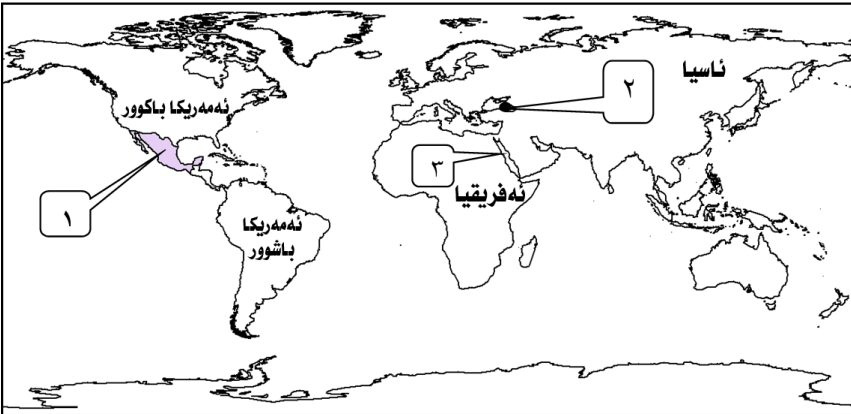 ئاسیا
٢
ئەمەریکا باکوور
٣
ئەفریقیا
١
ئەمەریکا
باشوور